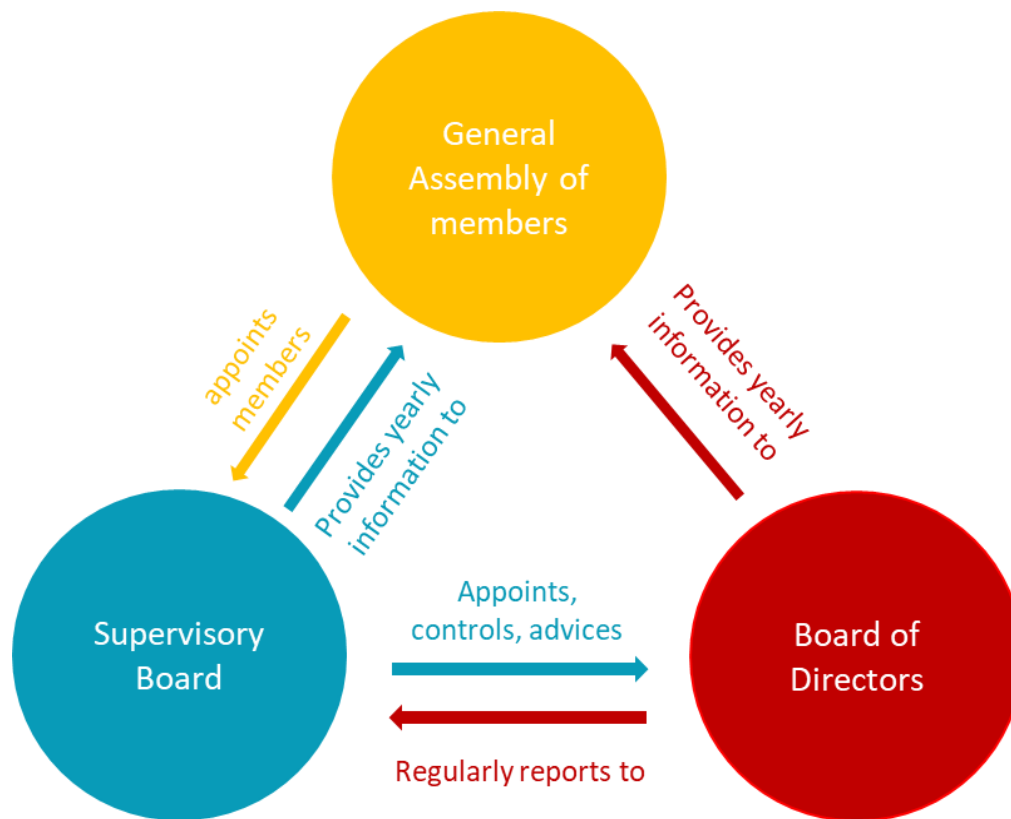 General
Assembly of
members
appoints
members
Provides yearly
information to
Provides yearly
information to
Supervisory
Board
Appoints,
controls, advices
Regularly reports to
Board of
Directors